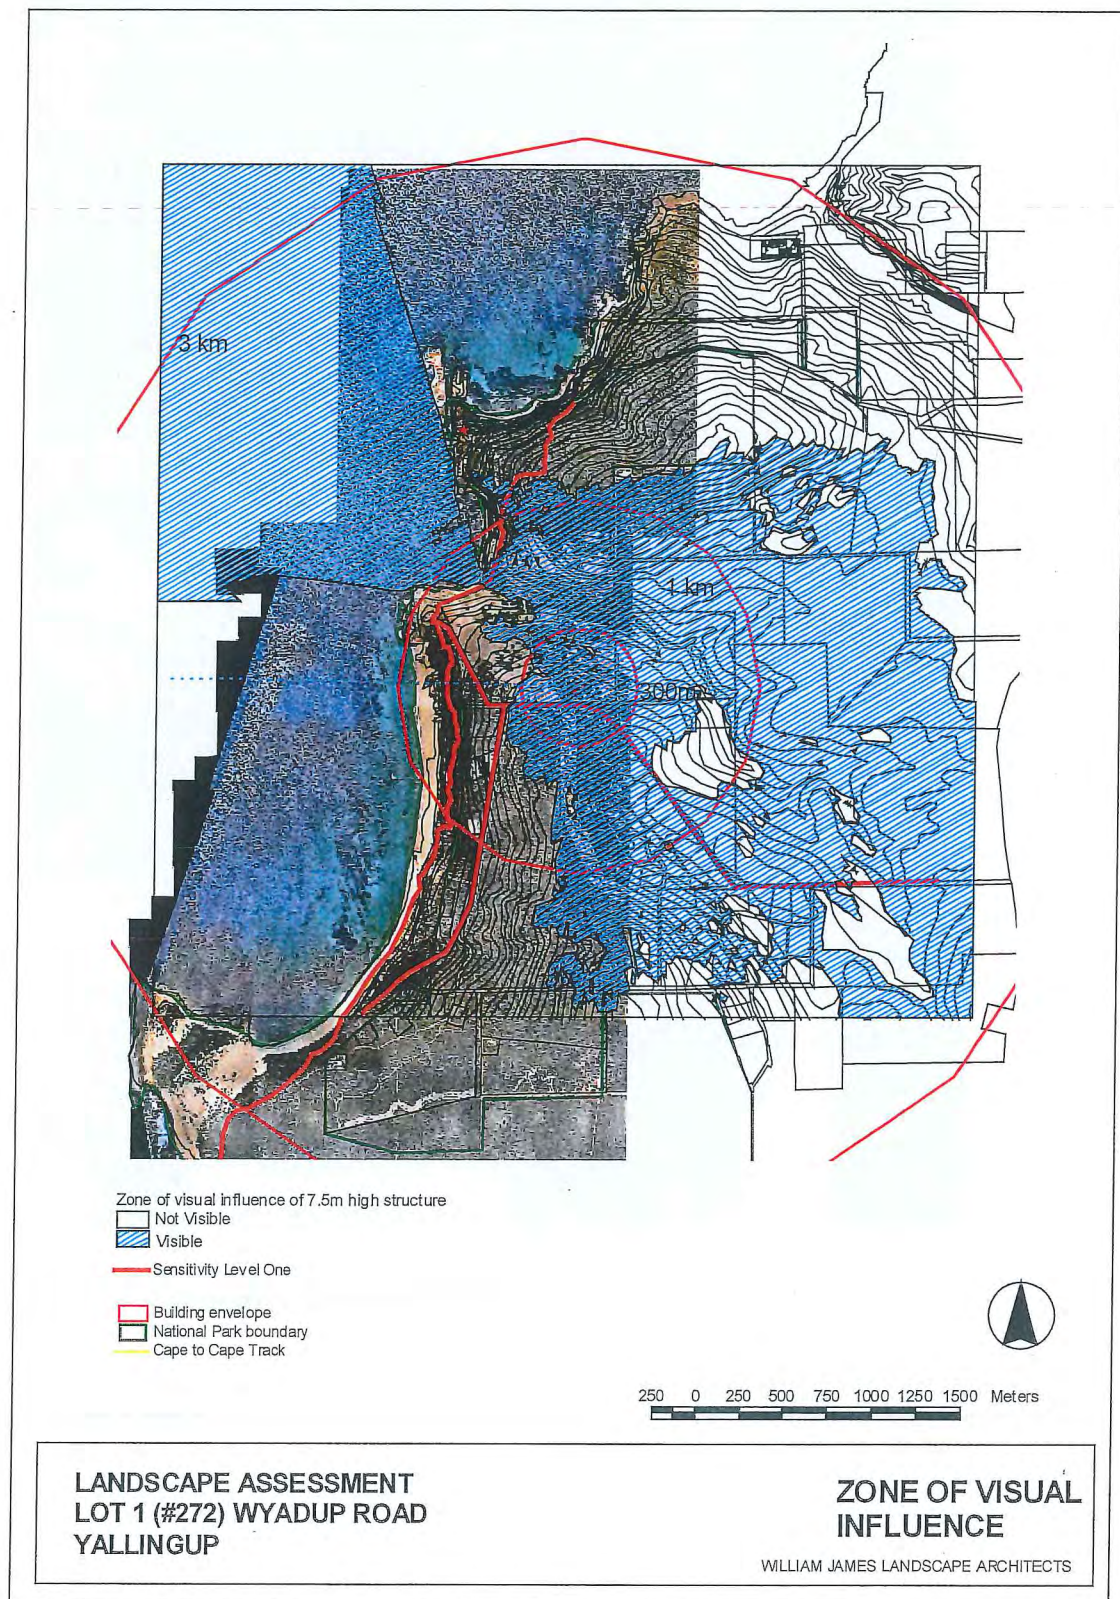 3 km
1 km
300m
Zone of visual influence of 7.5m high structure
Not Visible
Visible
Sensitivity Level One
Building envelope
National Park boundary
Cape to Cape Track
250 0 250 500 750 1000 1250 1500 Meters
LANDSCAPE ASSESSMENT
LOT 1 (#272) WYADUP ROAD
YALLINGUP
ZONE OF VISUAL
INFLUENCE
WILLIAM JAMES LANDSCAPE ARCHITECTS